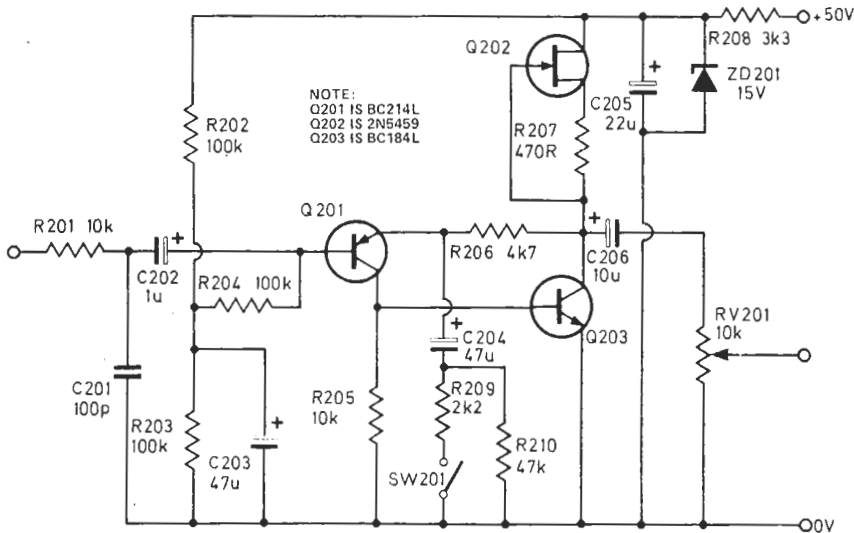 +50V
R208 3k3
Q202
ZD201
15V
C205
22u
NOTE:
Q201 IS BC214L
Q202 IS 2N5459
Q203 IS BC184L
R202
100k
R207
470R
Q201
R201 10k
+
+
+
C202
1u
R206 4k7
C206
10u
R204 100k
+
Q203
RV201
10k
C204
47u
C201
100p
R205
10k
R209
2k2
R203
100k
+
C203
47u
R210
47k
SW201
0V